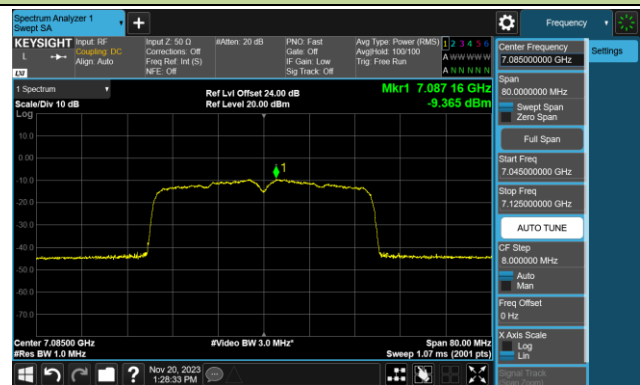 Spectrum Analyzer 1
Swept SA
+
Frequency
KEYSIGHT
Input: RF
Coupling: DC
Align: Auto
Input Z: 50 Ω
Corrections: Off
Freq Ref: Int (S)
NFE: Off
#Atten: 20 dB
PNO: Fast
Gate: Off
IF Gain: Low
Sig Track: Off
Avg Type: Power (RMS)
Avg|Hold: 100/100
Trig: Free Run
1 2 3 4 5 6
A W W W W W
A N N N N N
L
LXI
Center Frequency
7.085000000 GHz
Settings
Span
80.0000000 MHz
Swept Span
Zero Span
Full Span
Start Freq
7.045000000 GHz
Stop Freq
7.125000000 GHz
AUTO TUNE
CF Step
8.000000 MHz
Auto
Man
Freq Offset
0 Hz
X Axis Scale
Log
Lin
Signal Track
(Span Zoom)
1 Spectrum
Scale/Div 10 dB
Log
Ref Lvl Offset 24.00 dB
Ref Level 20.00 dBm
Mkr1 7.087 16 GHz
-9.365 dBm
1
10.0
0.00
-10.0
-20.0
-30.0
-40.0
-50.0
-60.0
-70.0
Center 7.08500 GHz
#Res BW 1.0 MHz
#Video BW 3.0 MHz*
Span 80.00 MHz
Sweep 1.07 ms (2001 pts)
Nov 20, 2023
1:28:33 PM